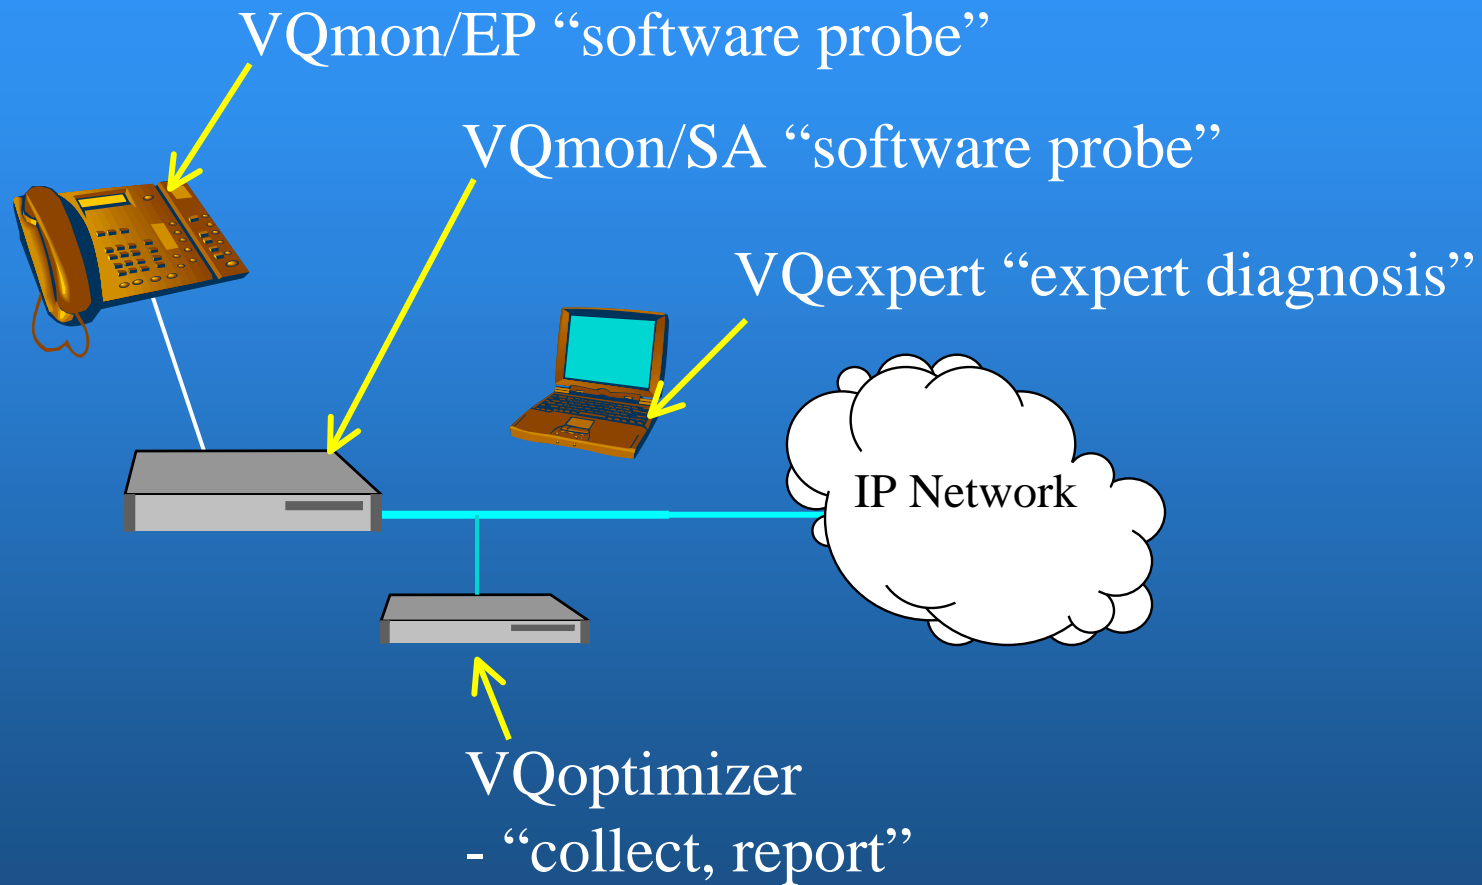 VQmon/EP “software probe”
VQmon/SA “software probe”
VQexpert “expert diagnosis”
IP Network
VQoptimizer
- “collect, report”